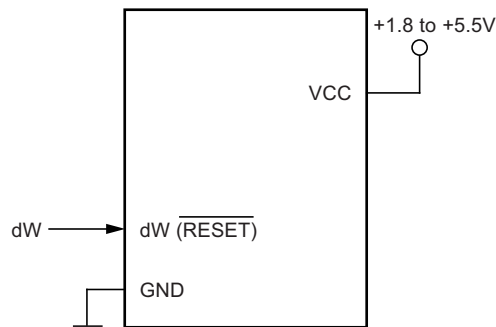 +1.8 to +5.5V
VCC
dW
dW (RESET)
GND